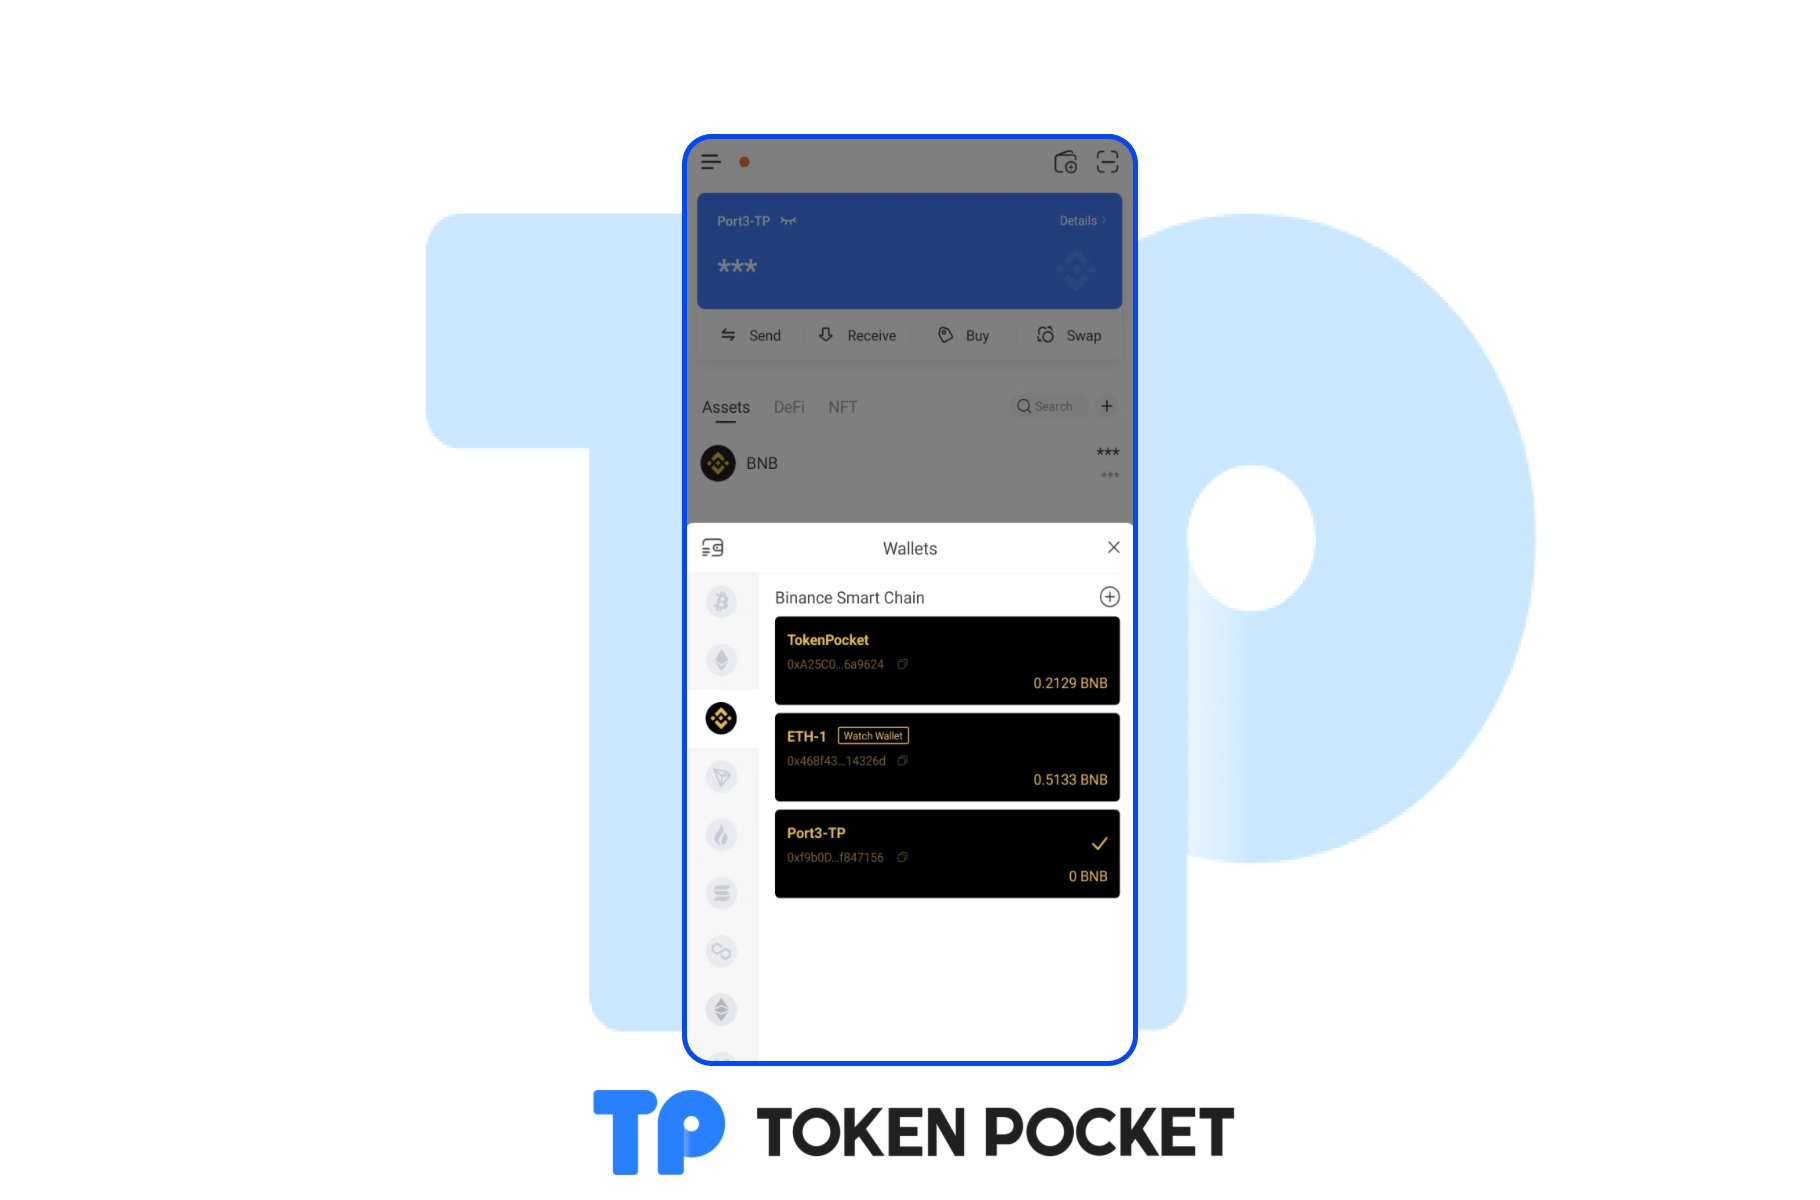 Port3-TP
Details
***
Send Receive Buy Swap
Assets DeFi NFT Search
BNB ***
***
Wallets
Binance Smart Chain
TokenPocket
0xA25C0...6a9624
0.2129 BNB
ETH-1 Watch Wallet
0x468f43...14326d
0.5133 BNB
Port3-TP
0xf9b0D...f847156
0 BNB
TP TOKEN POCKET